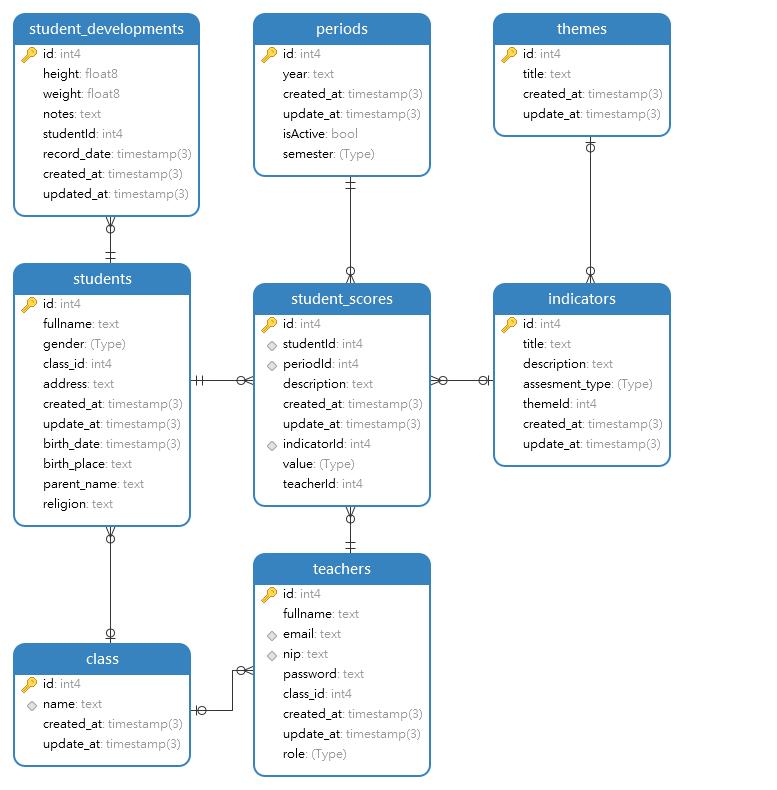 student_developments
id: int4
height: float8
weight: float8
notes: text
studentId: int4
record_date: timestamp(3)
created_at: timestamp(3)
updated_at: timestamp(3)
periods
id: int4
year: text
created_at: timestamp(3)
update_at: timestamp(3)
isActive: bool
semester: (Type)
themes
id: int4
title: text
created_at: timestamp(3)
update_at: timestamp(3)
students
id: int4
fullname: text
gender: (Type)
class_id: int4
address: text
created_at: timestamp(3)
update_at: timestamp(3)
birth_date: timestamp(3)
birth_place: text
parent_name: text
religion: text
student_scores
id: int4
studentId: int4
periodId: int4
description: text
created_at: timestamp(3)
update_at: timestamp(3)
indicatorId: int4
value: (Type)
teacherId: int4
indicators
id: int4
title: text
description: text
assesment_type: (Type)
themeId: int4
created_at: timestamp(3)
update_at: timestamp(3)
class
id: int4
name: text
created_at: timestamp(3)
update_at: timestamp(3)
teachers
id: int4
fullname: text
email: text
nip: text
password: text
class_id: int4
created_at: timestamp(3)
update_at: timestamp(3)
role: (Type)